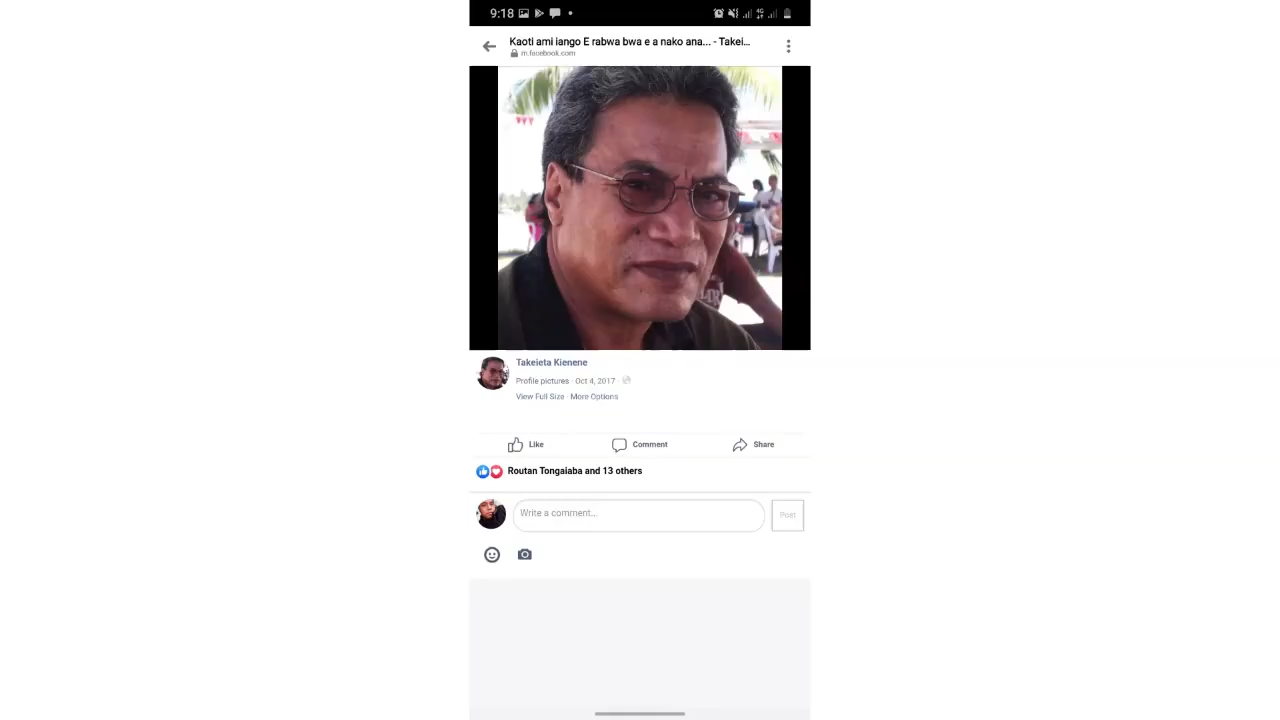 9:18
4G
Kaoti ami iango E rabwa bwa e a nako ana... - Takei...
m.facebook.com
Takeieta Kienene
Profile pictures · Oct 4, 2017 ·
View Full Size · More Options
Like
Comment
Share
Routan Tongaiaba and 13 others
Write a comment...
Post